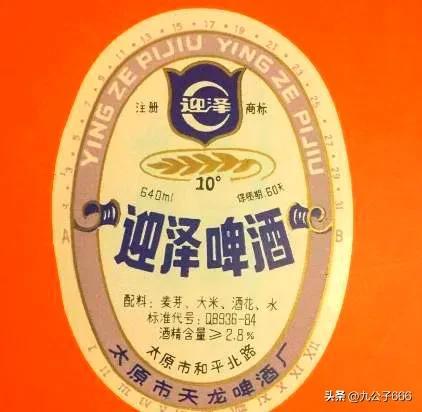 YING ZE PIJIU YING ZE PIJIU
注册 迎泽 商标
10°
640ml 保质期:60天
A B
迎泽啤酒
配料：麦芽、大米、酒花、水
标准代号：QB936-84
酒精含量≥2.8%
太原市和平北路
太原市天龙啤酒厂
头条 @九公子666